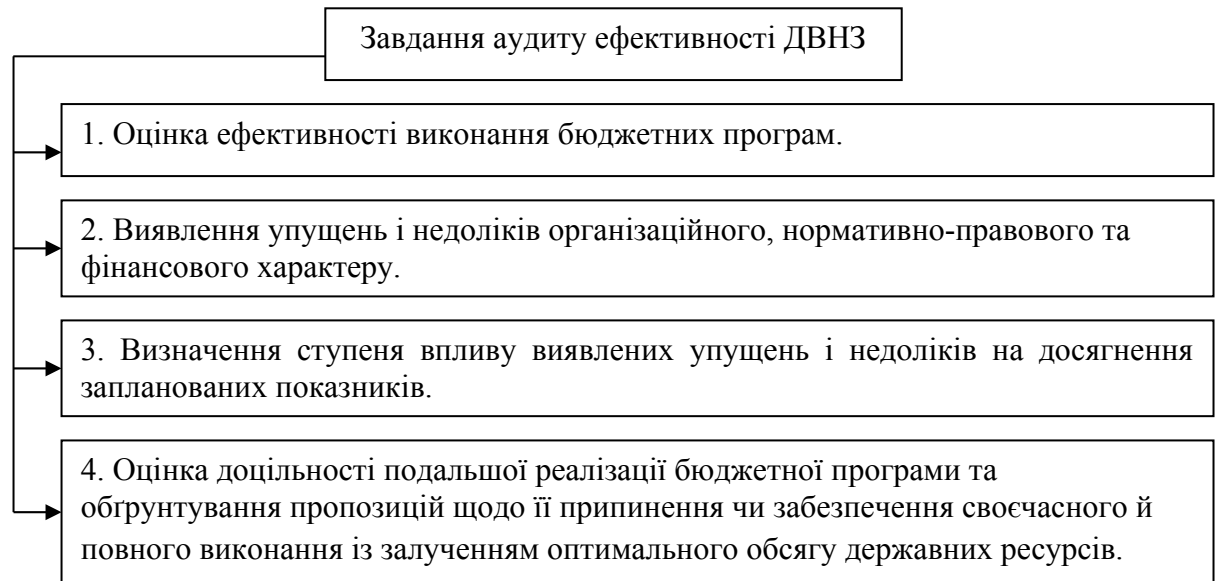 Завдання аудиту ефективності ДВНЗ
1. Оцінка ефективності виконання бюджетних програм.
2. Виявлення упущень і недоліків організаційного, нормативно-правового та
фінансового характеру.
3. Визначення ступеня впливу виявлених упущень і недоліків на досягнення
запланованих показників.
4. Оцінка доцільності подальшої реалізації бюджетної програми та
обґрунтування пропозицій щодо її припинення чи забезпечення своєчасного й
повного виконання із залученням оптимального обсягу державних ресурсів.